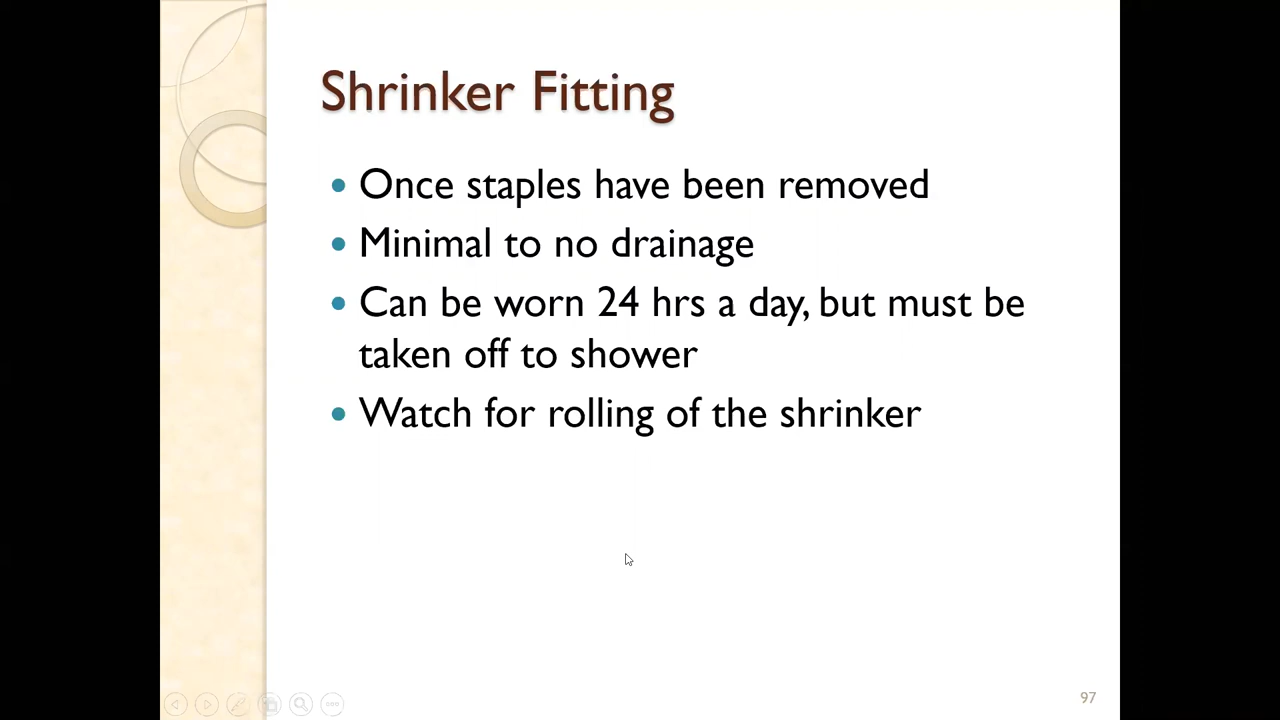 Shrinker Fitting
• Once staples have been removed
• Minimal to no drainage
• Can be worn 24 hrs a day, but must be
taken off to shower
• Watch for rolling of the shrinker
97